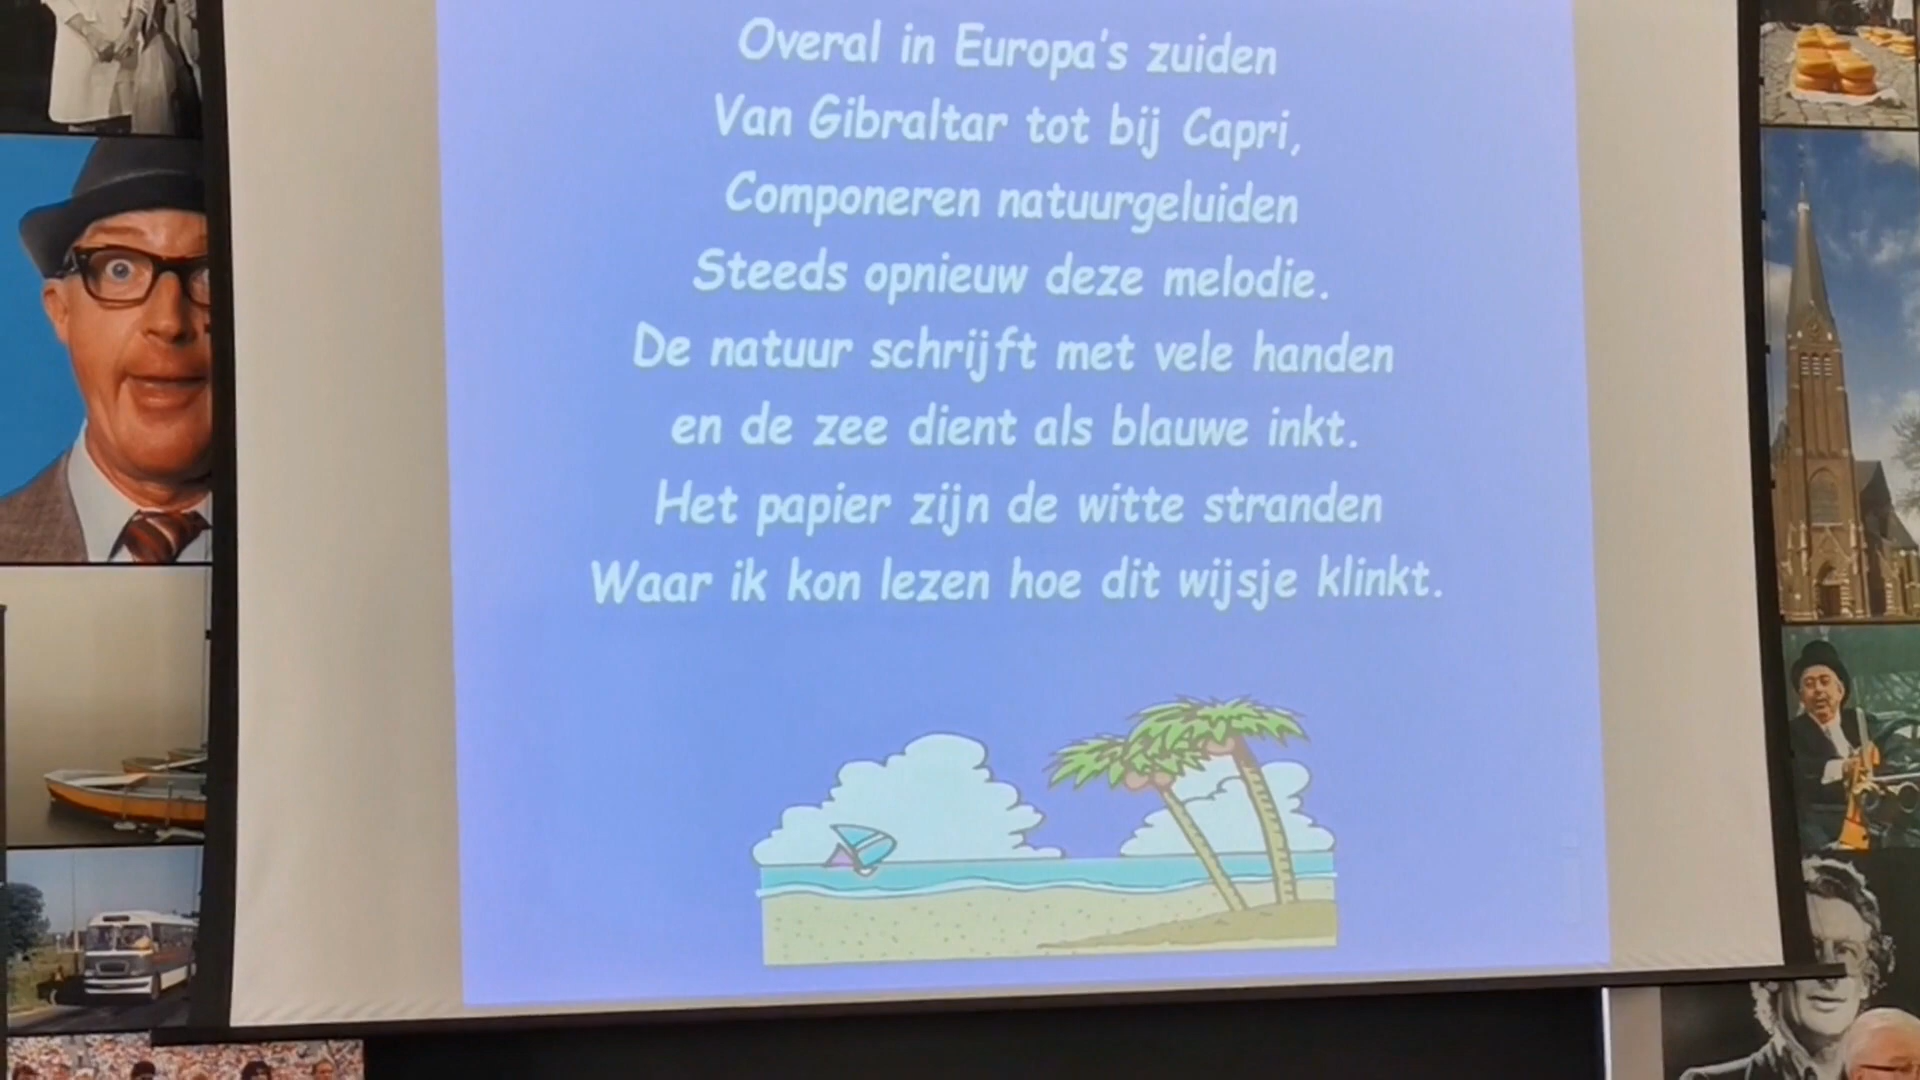 Overal in Europa's zuiden
Van Gibraltar tot bij Capri,
Componeren natuurgeluiden
Steeds opnieuw deze melodie.
De natuur schrijft met vele handen
en de zee dient als blauwe inkt.
Het papier zijn de witte stranden
Waar ik kon lezen hoe dit wijsje klinkt.